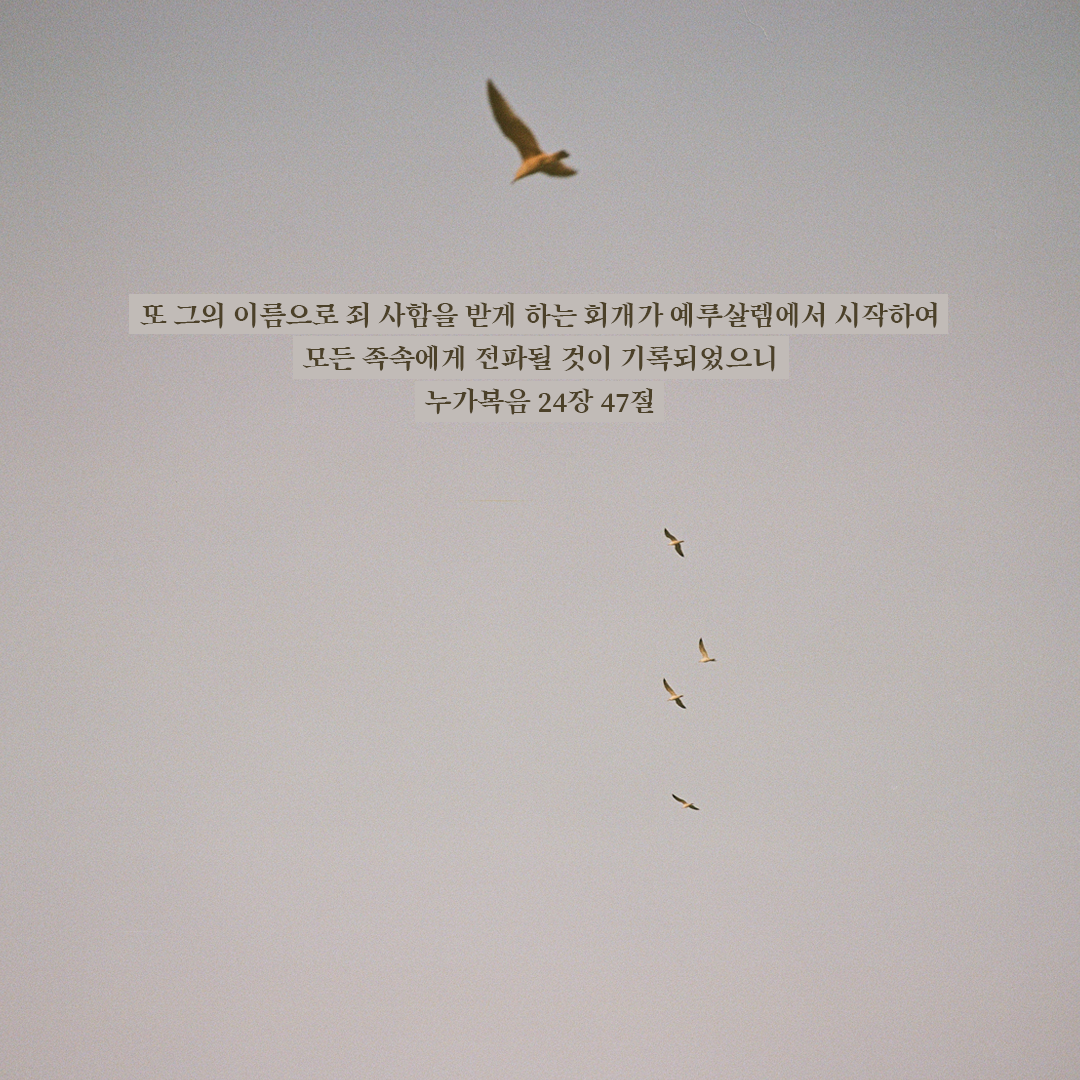 또 그의 이름으로 죄 사함을 받게 하는 회개가 예루살렘에서 시작하여
모든 족속에게 전파될 것이 기록되었으니
누가복음 24장 47절